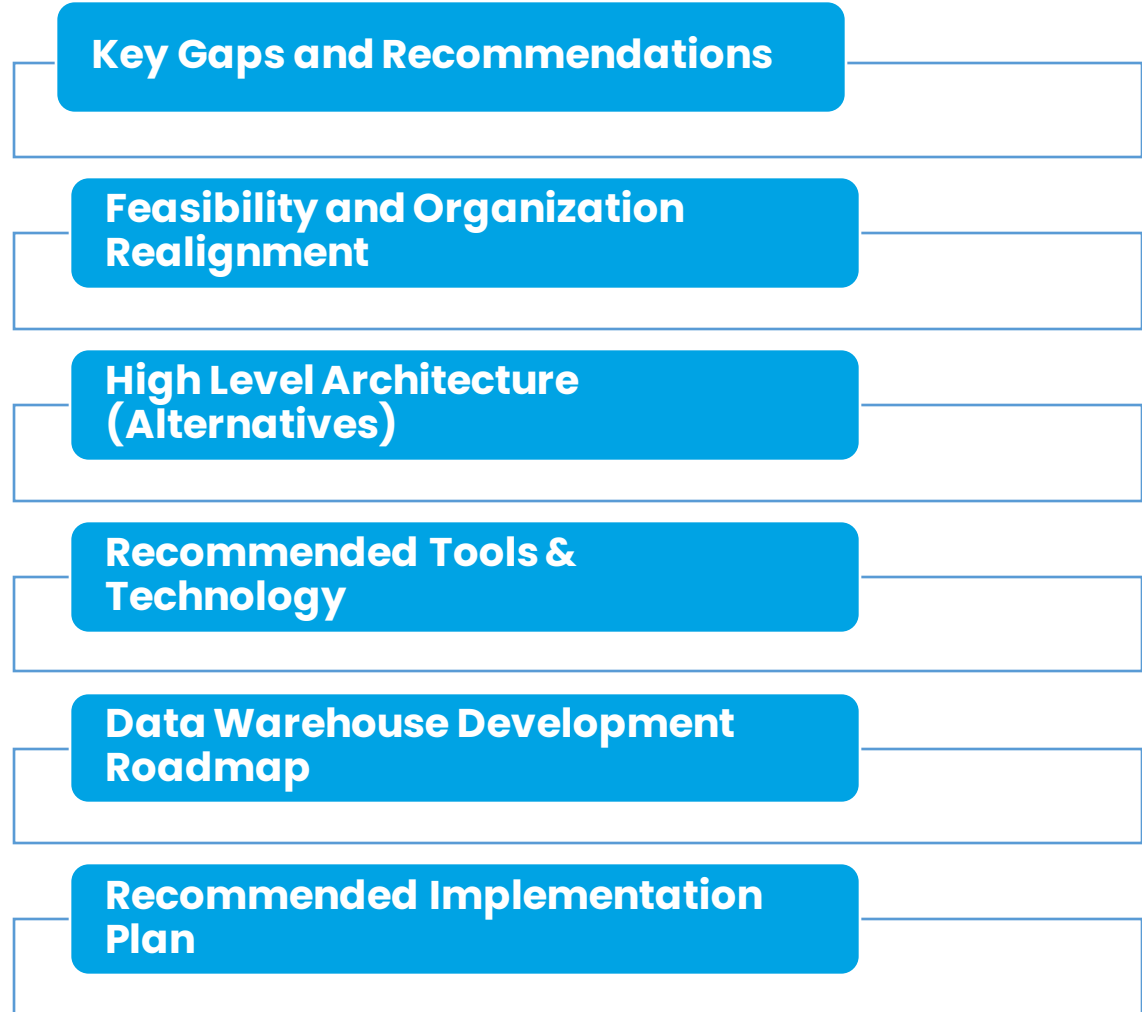 Key Gaps and Recommendations
Feasibility and Organization
Realignment
High Level Architecture
(Alternatives)
Recommended Tools &
Technology
Data Warehouse Development
Roadmap
Recommended Implementation
Plan